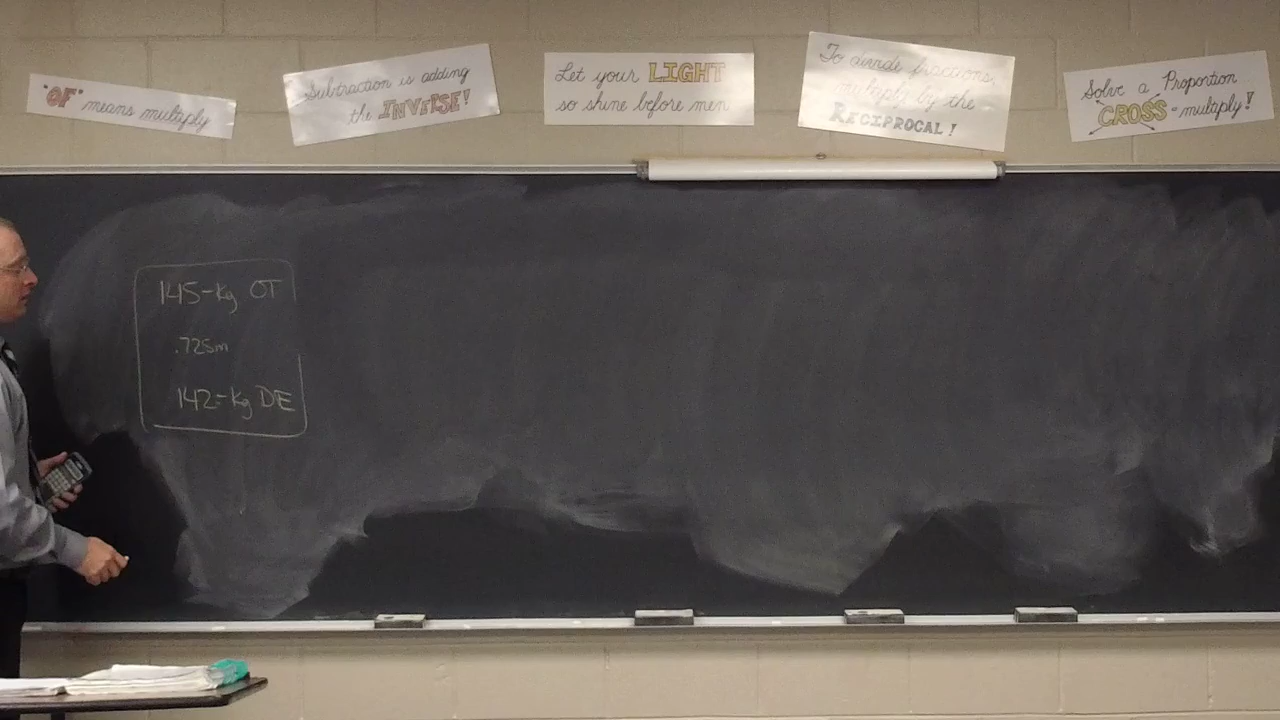 "OF" means multiply
Subtraction is adding
the INVERSE!
Let your LIGHT
so shine before men
To divide fractions,
multiply by the
RECIPROCAL!
Solve a Proportion
CROSS-multiply!
145-kg OT
.725m
142-kg DE